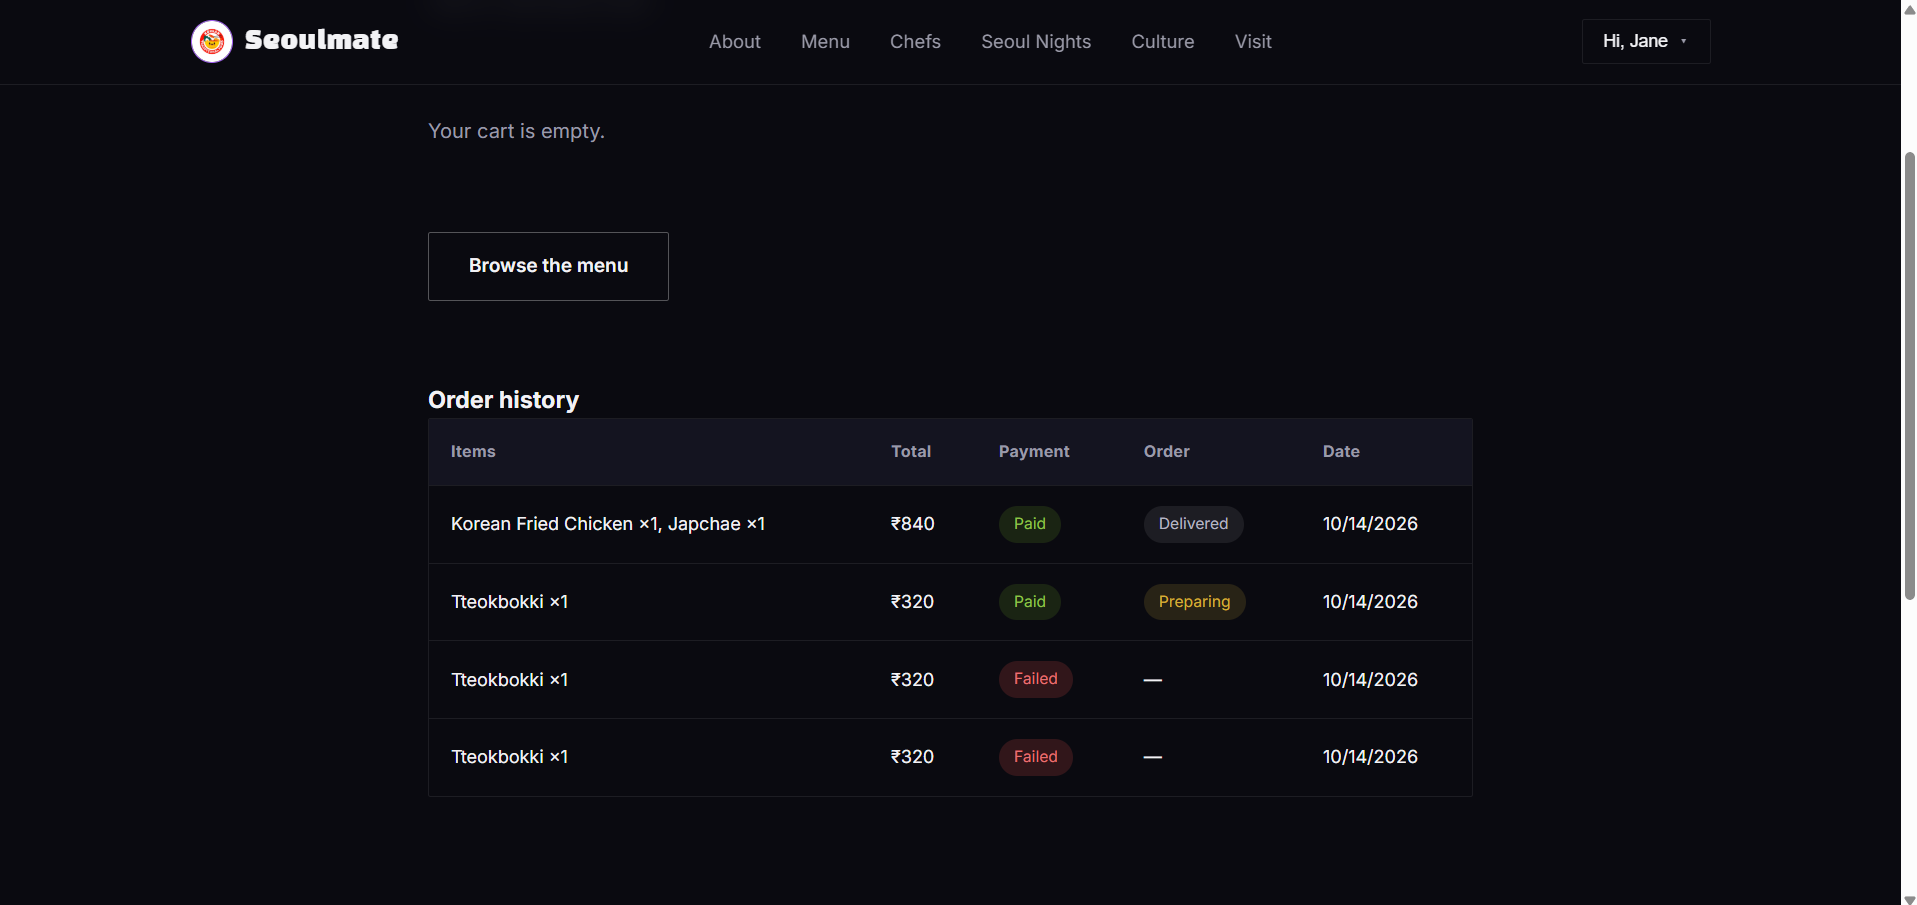 Seoulmate About Menu Chefs Seoul Nights Culture Visit Hi, Jane
Your cart is empty.
Browse the menu
Order history
Items Total Payment Order Date
Korean Fried Chicken ×1, Japchae ×1 ₹840 Paid Delivered 10/14/2026
Tteokbokki ×1 ₹320 Paid Preparing 10/14/2026
Tteokbokki ×1 ₹320 Failed — 10/14/2026
Tteokbokki ×1 ₹320 Failed — 10/14/2026